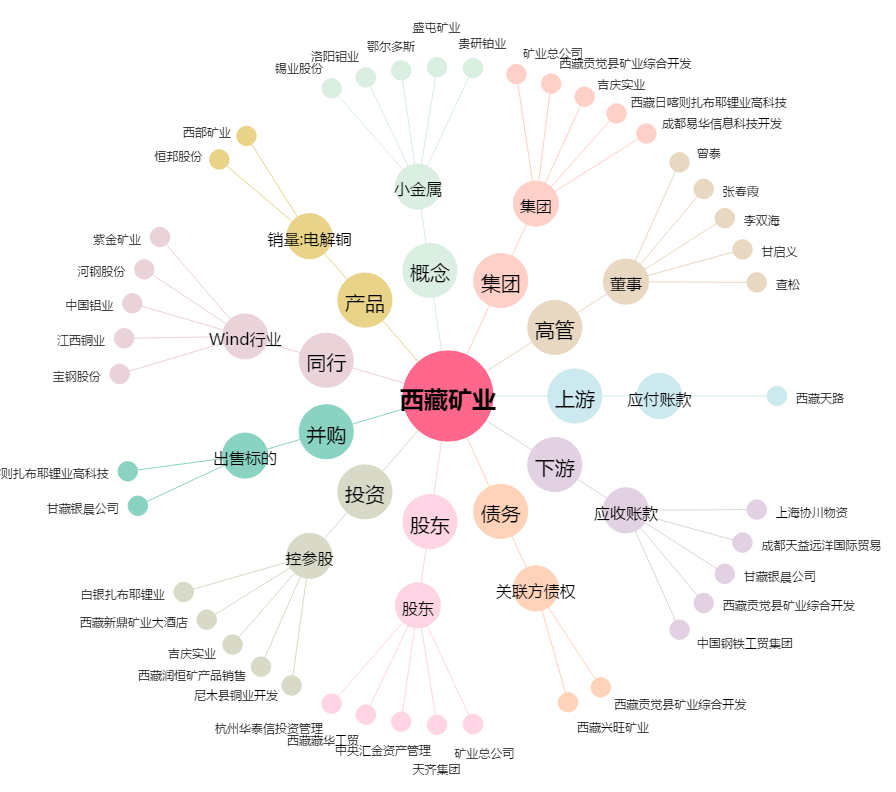 盛屯矿业
鄂尔多斯
贵研铂业
洛阳钼业
锡业股份
矿业总公司
西藏贡觉县矿业综合开发
吉庆实业
西藏日喀则扎布耶锂业高科技
成都易华信息科技开发
西部矿业
恒邦股份
小金属
集团
曾泰
张春霞
李双海
甘启义
查松
董事
销量:电解铜
概念
集团
产品
高管
紫金矿业
河钢股份
中国铝业
江西铜业
宝钢股份
Wind行业
同行
西藏矿业
上游
应付账款
西藏天路
并购
出售标的
则扎布耶锂业高科技
甘藏银晨公司
下游
应收账款
上海协川物资
成都天益远洋国际贸易
甘藏银晨公司
西藏贡觉县矿业综合开发
中国钢铁工贸集团
投资
股东
债务
控参股
白银扎布耶锂业
西藏新鼎矿业大酒店
吉庆实业
西藏润恒矿产品销售
尼木县铜业开发
股东
关联方债权
杭州华泰信投资管理
西藏藏华工贸
中央汇金资产管理
天齐集团
矿业总公司
西藏贡觉县矿业综合开发
西藏兴旺矿业